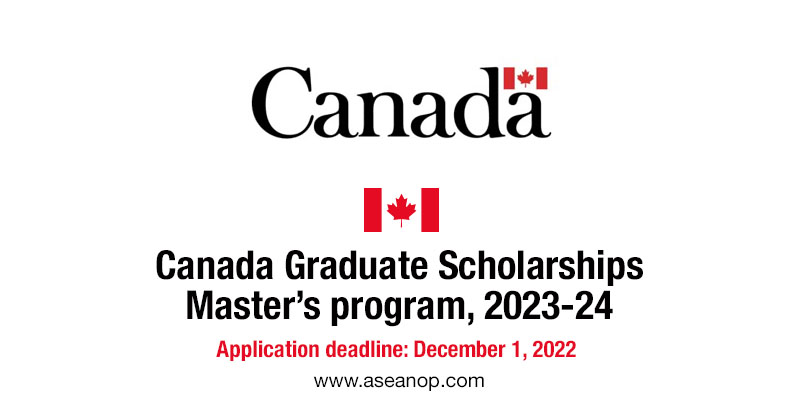 Canada
Canada Graduate Scholarships
Master’s program, 2023-24
Application deadline: December 1, 2022
www.aseanop.com